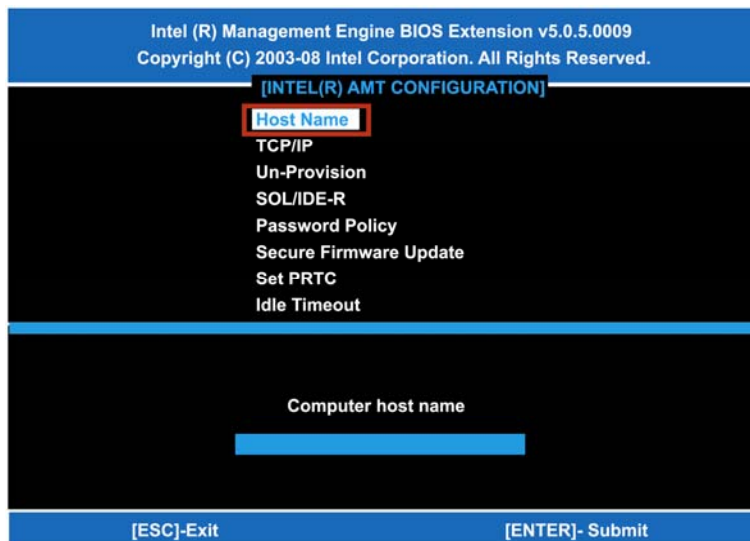 Intel (R) Management Engine BIOS Extension v5.0.5.0009
Copyright (C) 2003-08 Intel Corporation. All Rights Reserved.
[INTEL(R) AMT CONFIGURATION]
Host Name
TCP/IP
Un-Provision
SOL/IDE-R
Password Policy
Secure Firmware Update
Set PRTC
Idle Timeout
Computer host name
[ESC]-Exit
[ENTER]- Submit